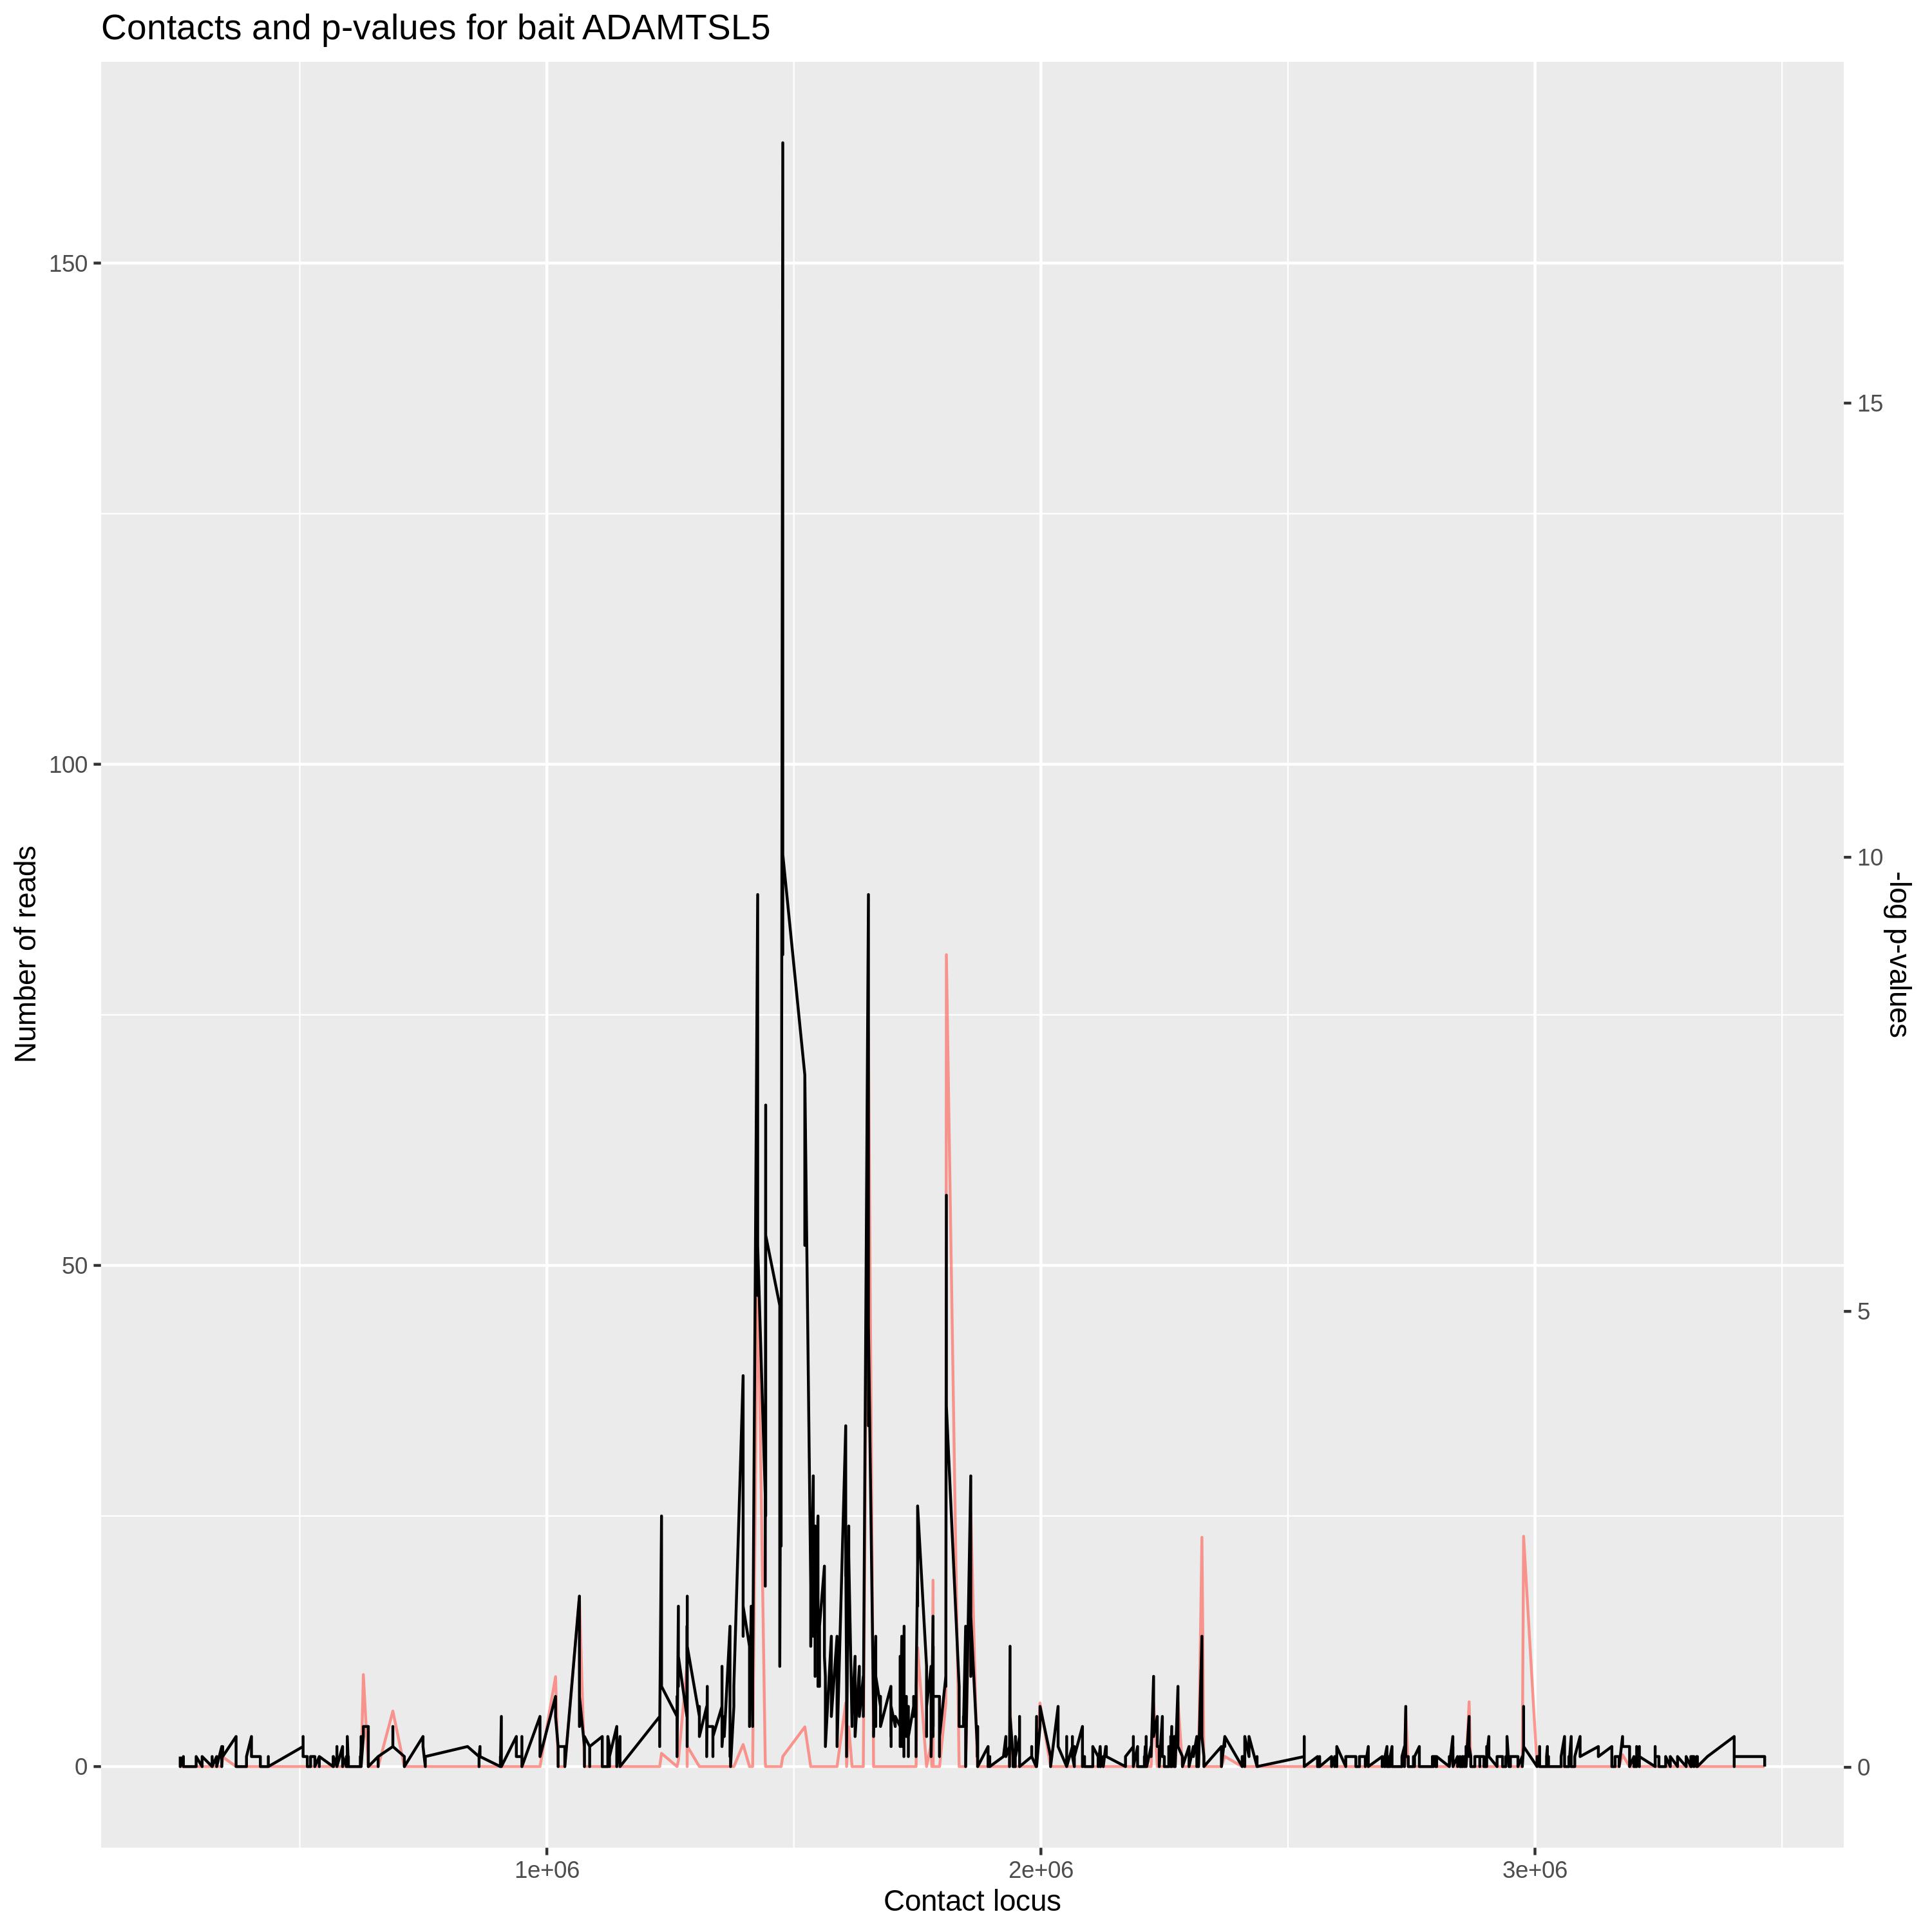 Contacts and p-values for bait ADAMTSL5
150
100
50
0
Number of reads
15
10
5
0
-log p-values
1e+06
2e+06
3e+06
Contact locus